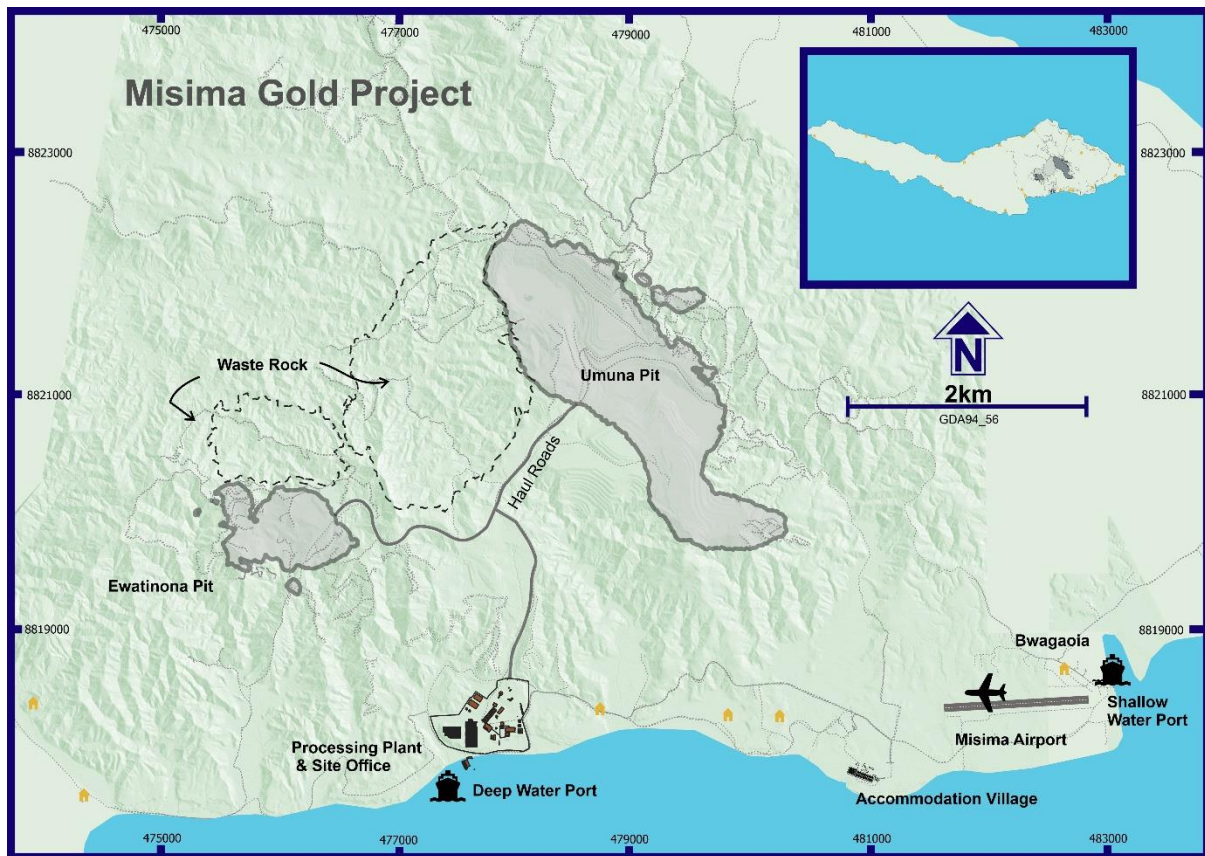 475000
477000
479000
481000
483000
Misima Gold Project
8823000
8823000
N
2km
GDA94_56
Waste Rock
Umuna Pit
8821000
8821000
Haul Roads
Ewatinona Pit
8819000
8819000
Bwagaoia
Shallow
Water Port
Misima Airport
Processing Plant
& Site Office
Deep Water Port
Accommodation Village
475000
477000
479000
481000
483000